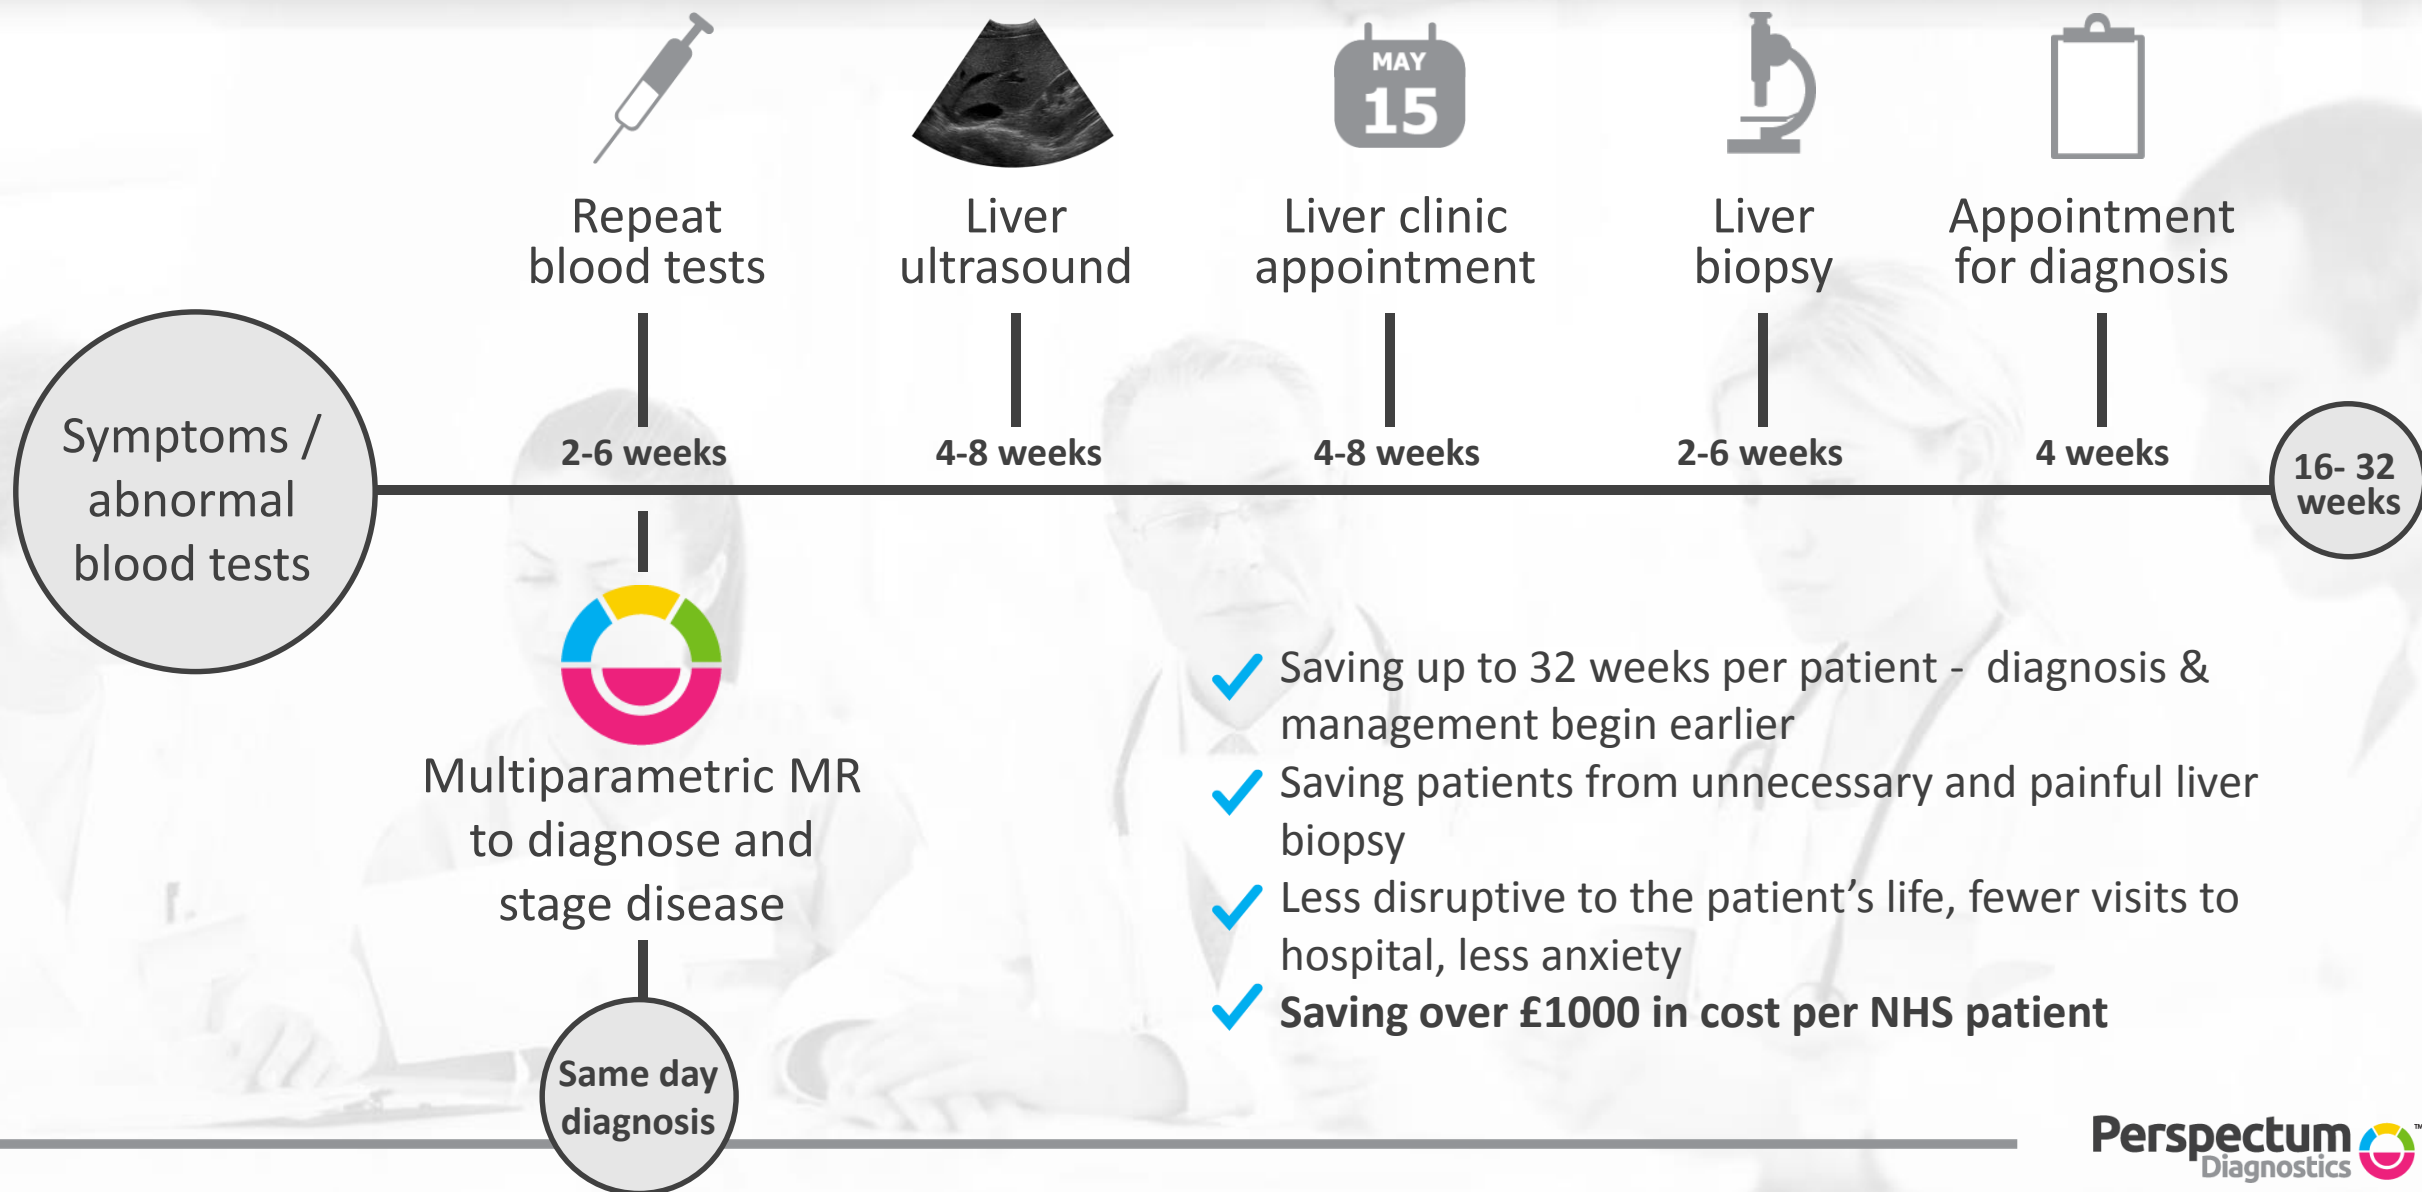 MAY
15
Repeat
blood tests
Liver
ultrasound
Liver clinic
appointment
Liver
biopsy
Appointment
for diagnosis
Symptoms /
abnormal
blood tests
2-6 weeks
4-8 weeks
4-8 weeks
2-6 weeks
4 weeks
16- 32
weeks
Multiparametric MR
to diagnose and
stage disease
Same day
diagnosis
Saving up to 32 weeks per patient - diagnosis &
management begin earlier
Saving patients from unnecessary and painful liver
biopsy
Less disruptive to the patient’s life, fewer visits to
hospital, less anxiety
Saving over £1000 in cost per NHS patient
Perspectum
Diagnostics
™